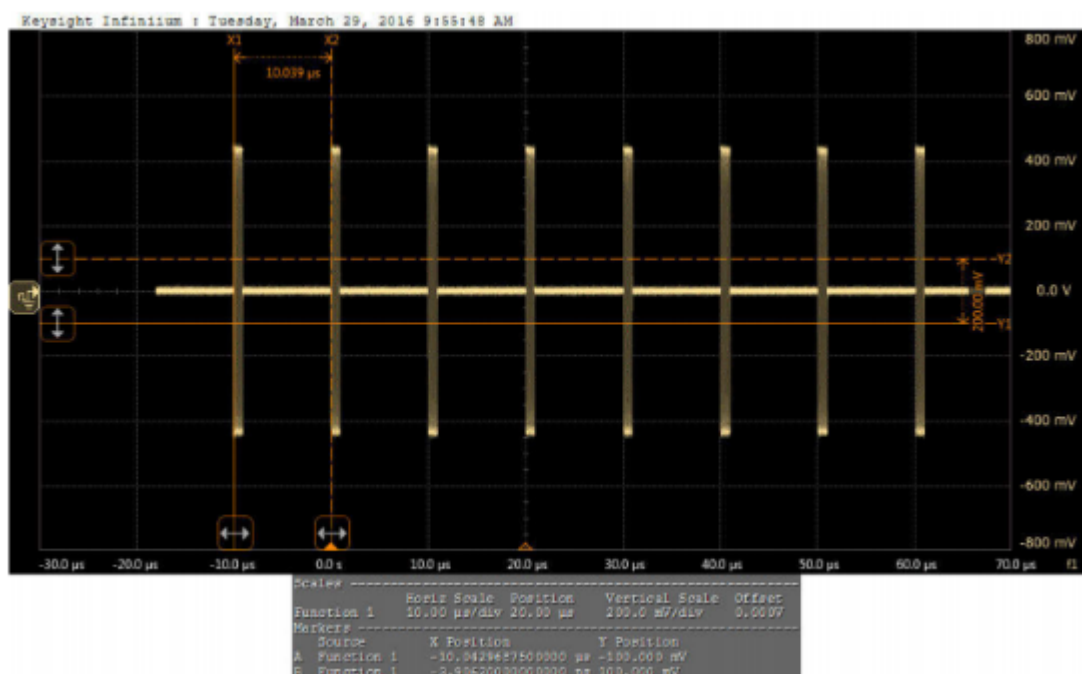 Keysight Infiniium : Tuesday, March 29, 2016 9:55:48 AM
X1 X2
800 mV
10.039 µs
600 mV
400 mV
200 mV
Y2
0.0 V
200.00 mV
Y1
-200 mV
-400 mV
-600 mV
-800 mV
-30.0 µs -20.0 µs -10.0 µs 0.0 s 10.0 µs 20.0 µs 30.0 µs 40.0 µs 50.0 µs 60.0 µs 70.0 µs f1
Scales
Horiz Scale Position Vertical Scale Offset
Function 1 10.00 µs/div 20.00 µs 200.0 mV/div 0.000V
Markers
Source X Position Y Position
A Function 1 -10.0429687500000 µs -100.000 mV
B Function 1 100.000 mV